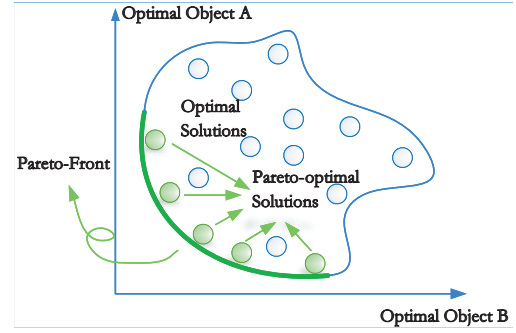 Optimal Object A
Optimal
Solutions
Pareto-Front
Pareto-optimal
Solutions
Optimal Object B